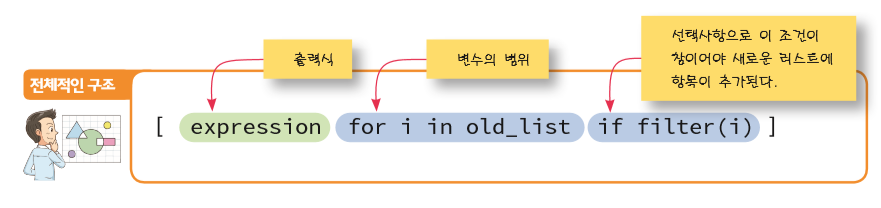 출력식
변수의 범위
선택사항으로 이 조건이
참이어야 새로운 리스트에
항목이 추가된다.
전체적인 구조
[ expression for i in old_list if filter(i) ]